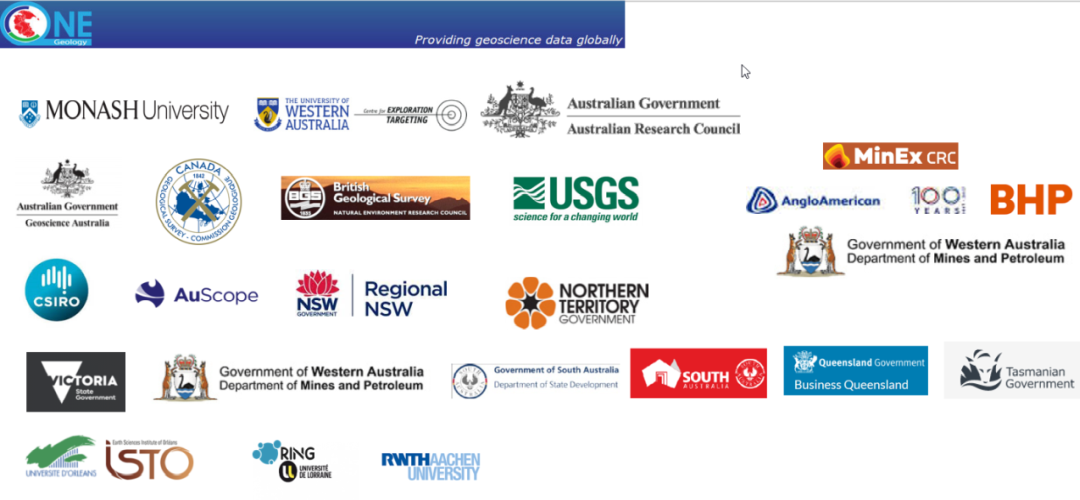 ONE
Geology
Providing geoscience data globally
MONASH University
THE UNIVERSITY OF
WESTERN
AUSTRALIA
Centre for EXPLORATION
TARGETING
Australian Government
Australian Research Council
MinEx CRC
Australian Government
Geoscience Australia
CANADA
1842
GEOLOGICAL SURVEY - COMMISSION GEOLOGIQUE
BGS
1835
British
Geological Survey
NATURAL ENVIRONMENT RESEARCH COUNCIL
USGS
science for a changing world
AngloAmerican
100
YEARS
BHP
Government of Western Australia
Department of Mines and Petroleum
CSIRO
AuScope
NSW
GOVERNMENT
Regional
NSW
NORTHERN
TERRITORY
GOVERNMENT
VICTORIA
State
Government
Government of Western Australia
Department of Mines and Petroleum
Government of South Australia
Department of State Development
SOUTH
AUSTRALIA
Queensland Government
Business Queensland
Tasmanian
Government
UNIVERSITÉ D'ORLÉANS
Earth Sciences Institute of Orléans
iSTO
RING
UNIVERSITÉ
DE LORRAINE
RWTH AACHEN
UNIVERSITY